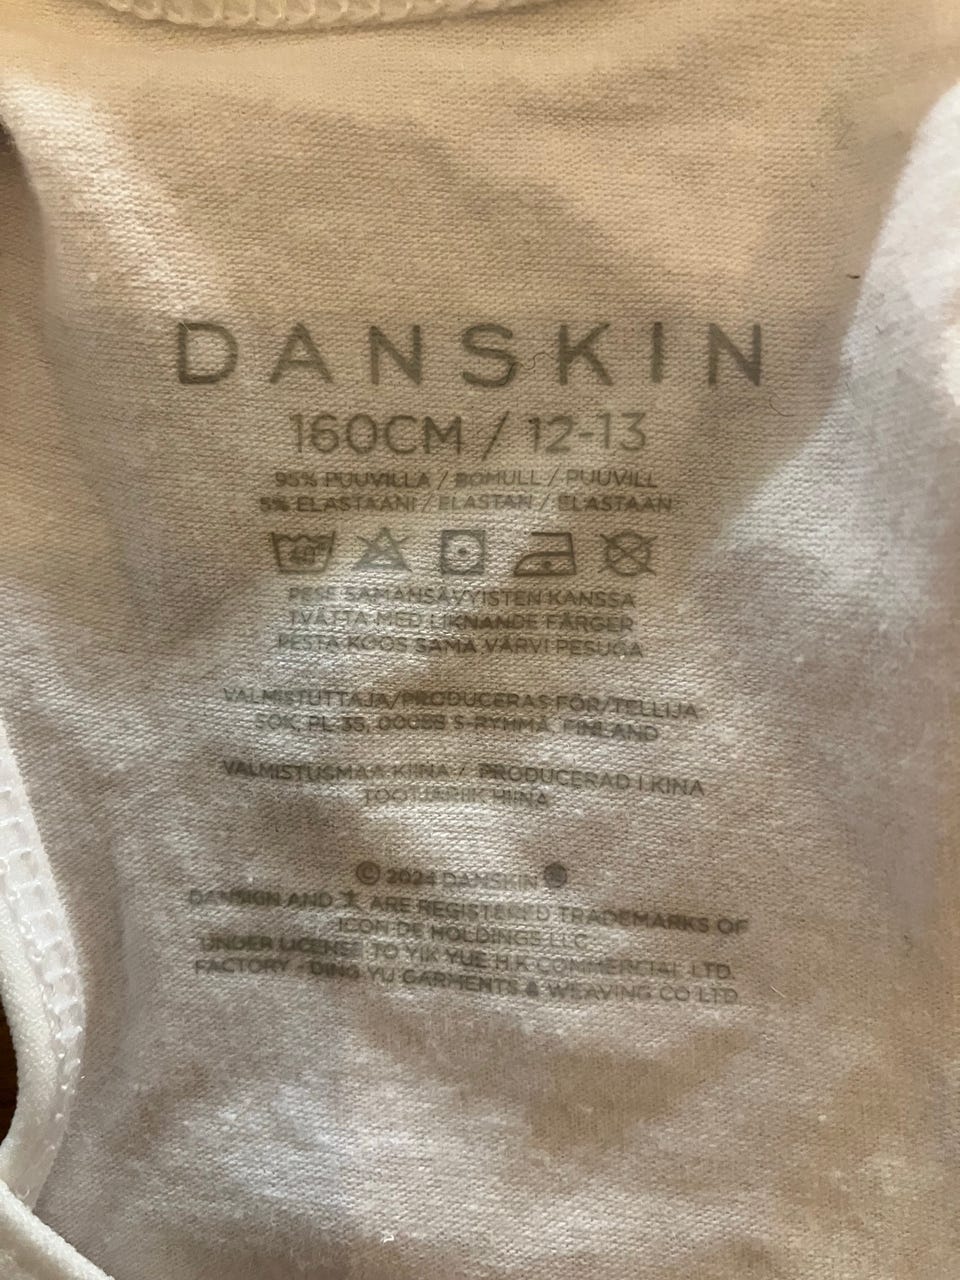 DANSKIN
160CM / 12-13
95% PUUVILLA / BOMULL / PUUVILL
5% ELASTAANI / ELASTAN / ELASTAAN
40°
PESE SAMANSÄVYISTEN KANSSA
TVÄTTA MED LIKNANDE FÄRGER
PESTA KOOS SAMA VÄRVI PESUGA
VALMISTUTTAJA/PRODUCERAS FÖR/TELLIJA
SOK, PL 35, 00088 S-RYHMÄ, FINLAND
VALMISTUSMAA KIINA / PRODUCERAD I KINA
TOOTJARIIK HIINA
© 2024 DANSKIN
DANSKIN AND ARE REGISTERED TRADEMARKS OF
ICON DE HOLDINGS LLC
UNDER LICENSE TO YIK YUE H.K COMMERCIAL LTD.
FACTORY - DING YU GARMENTS & WEAVING CO LTD